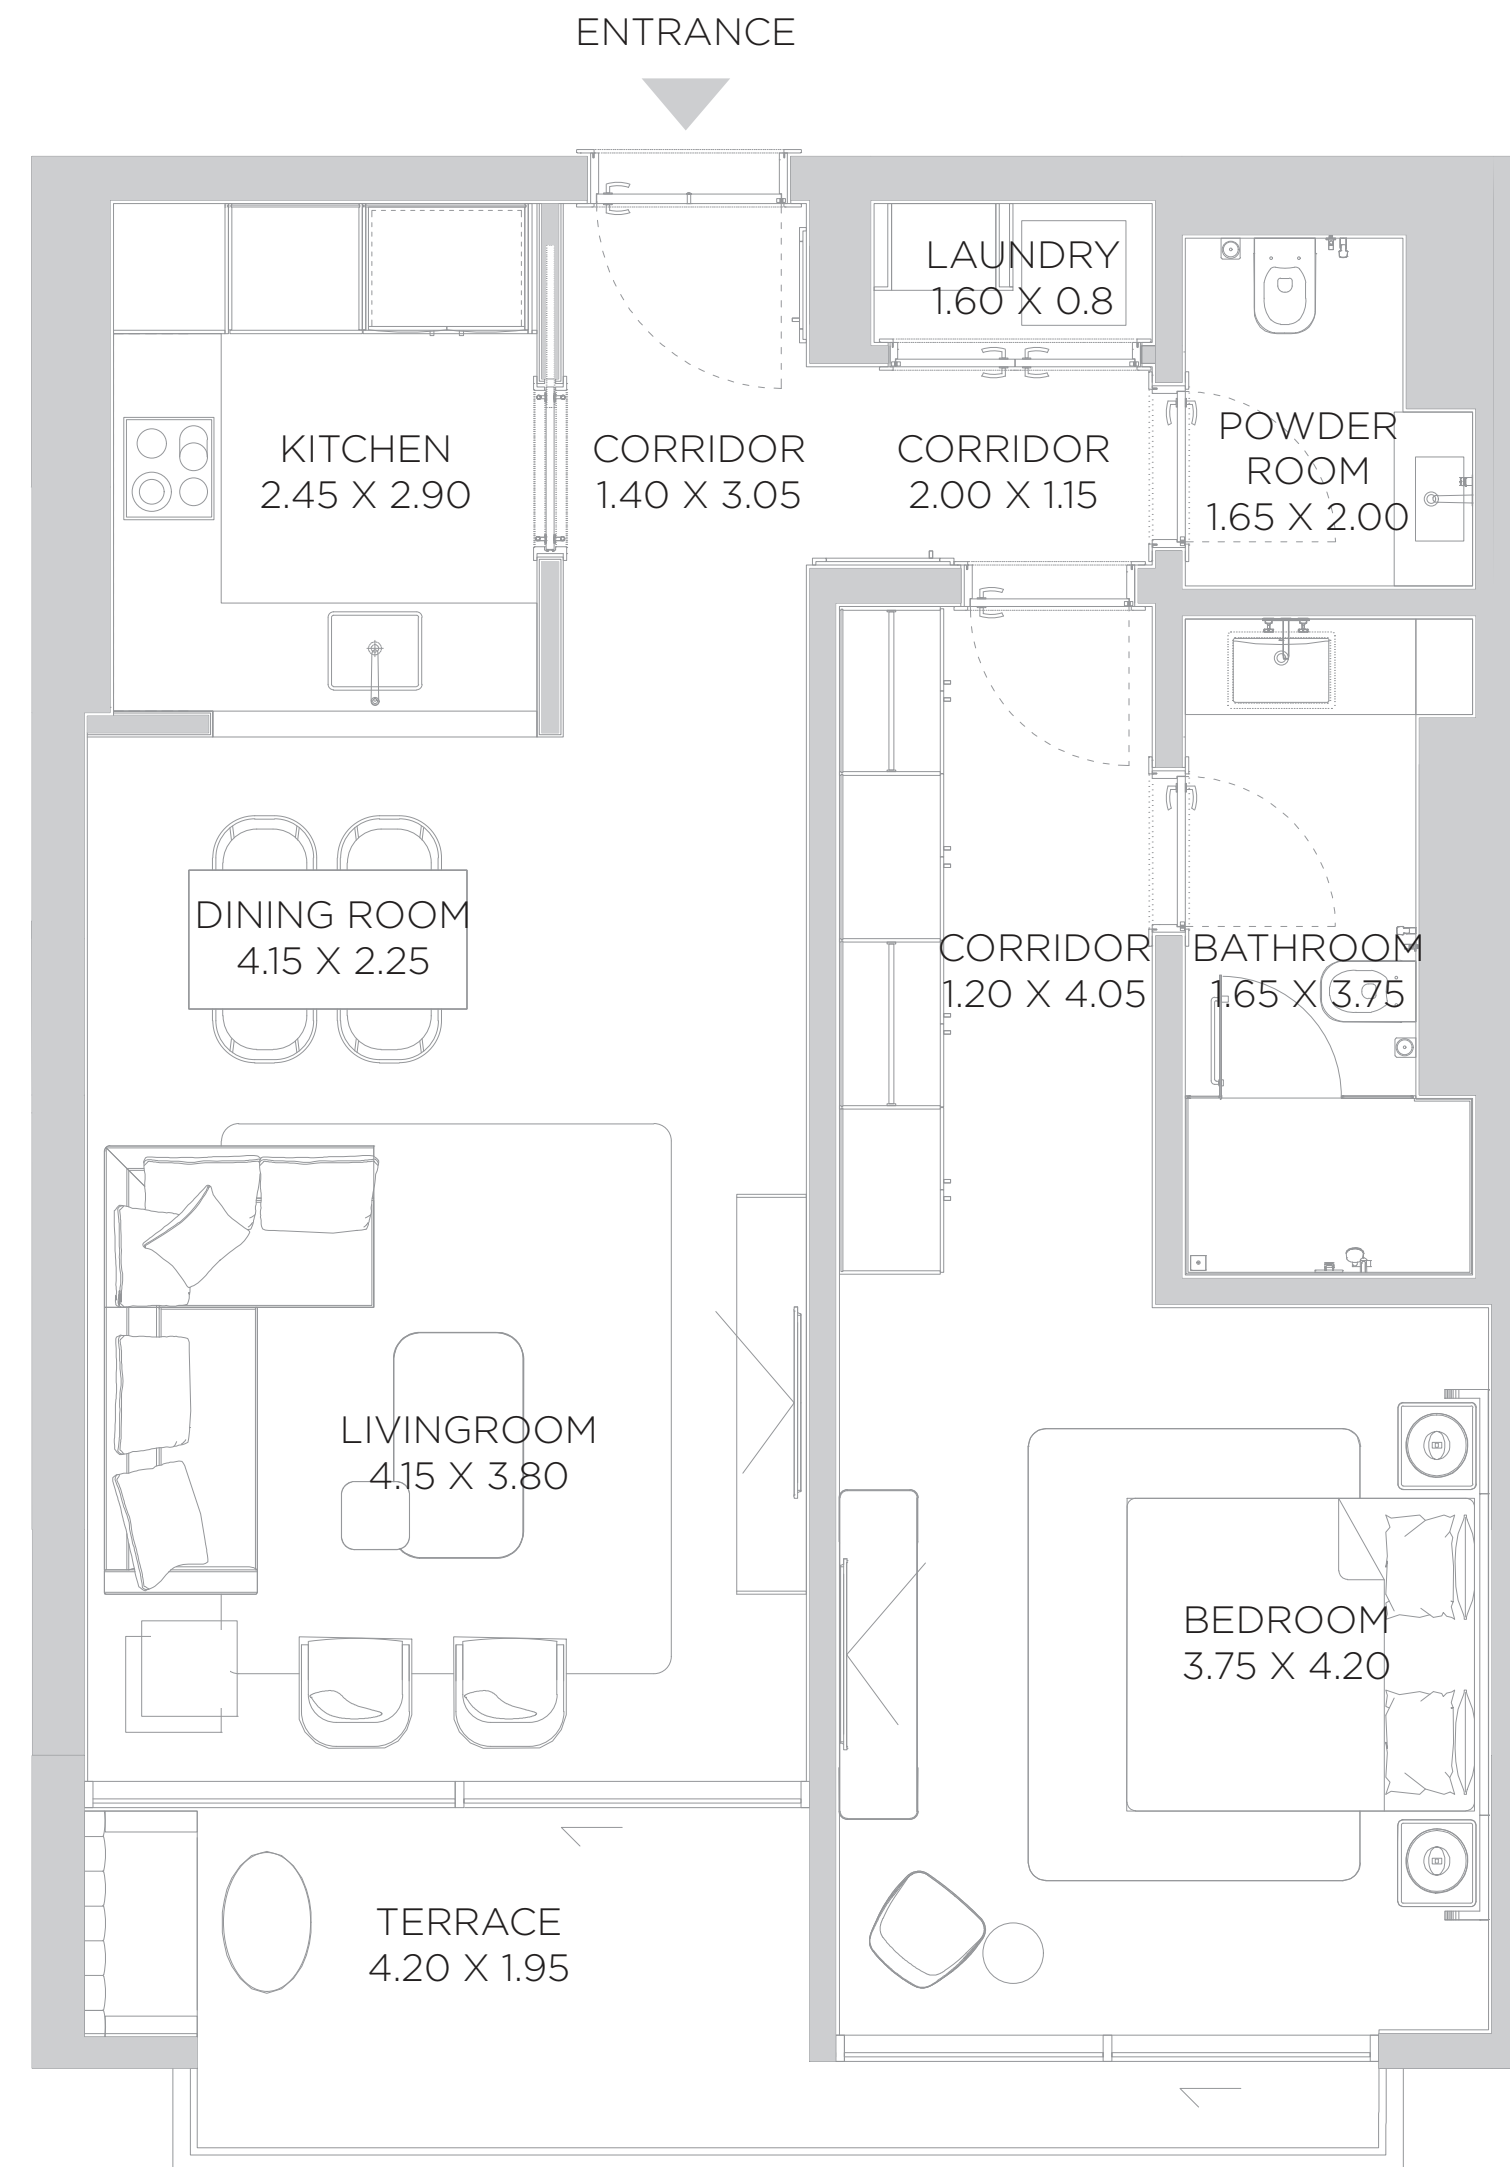 ENTRANCE
LAUNDRY
1.60 X 0.8
KITCHEN
2.45 X 2.90
CORRIDOR
1.40 X 3.05
CORRIDOR
2.00 X 1.15
POWDER
ROOM
1.65 X 2.00
DINING ROOM
4.15 X 2.25
CORRIDOR
1.20 X 4.05
BATHROOM
1.65 X 3.75
LIVINGROOM
4.15 X 3.80
BEDROOM
3.75 X 4.20
TERRACE
4.20 X 1.95